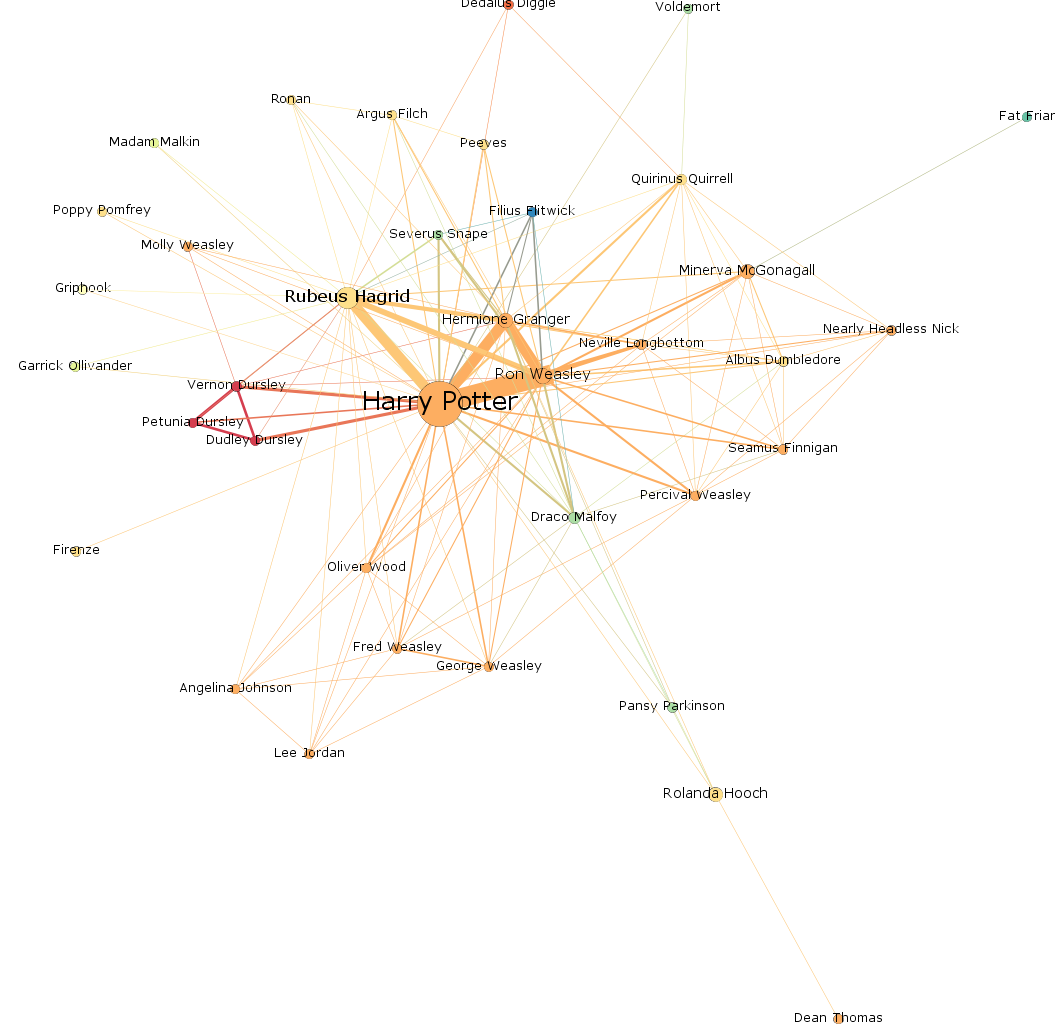 Dedalus Diggle
Voldemort
Ronan
Argus Filch
Fat Friar
Madam Malkin
Peeves
Quirinus Quirrell
Poppy Pomfrey
Filius Flitwick
Severus Snape
Molly Weasley
Minerva McGonagall
Griphook
Rubeus Hagrid
Hermione Granger
Nearly Headless Nick
Neville Longbottom
Albus Dumbledore
Garrick Ollivander
Ron Weasley
Vernon Dursley
Harry Potter
Petunia Dursley
Dudley Dursley
Seamus Finnigan
Percival Weasley
Draco Malfoy
Firenze
Oliver Wood
Fred Weasley
George Weasley
Angelina Johnson
Pansy Parkinson
Lee Jordan
Rolanda Hooch
Dean Thomas